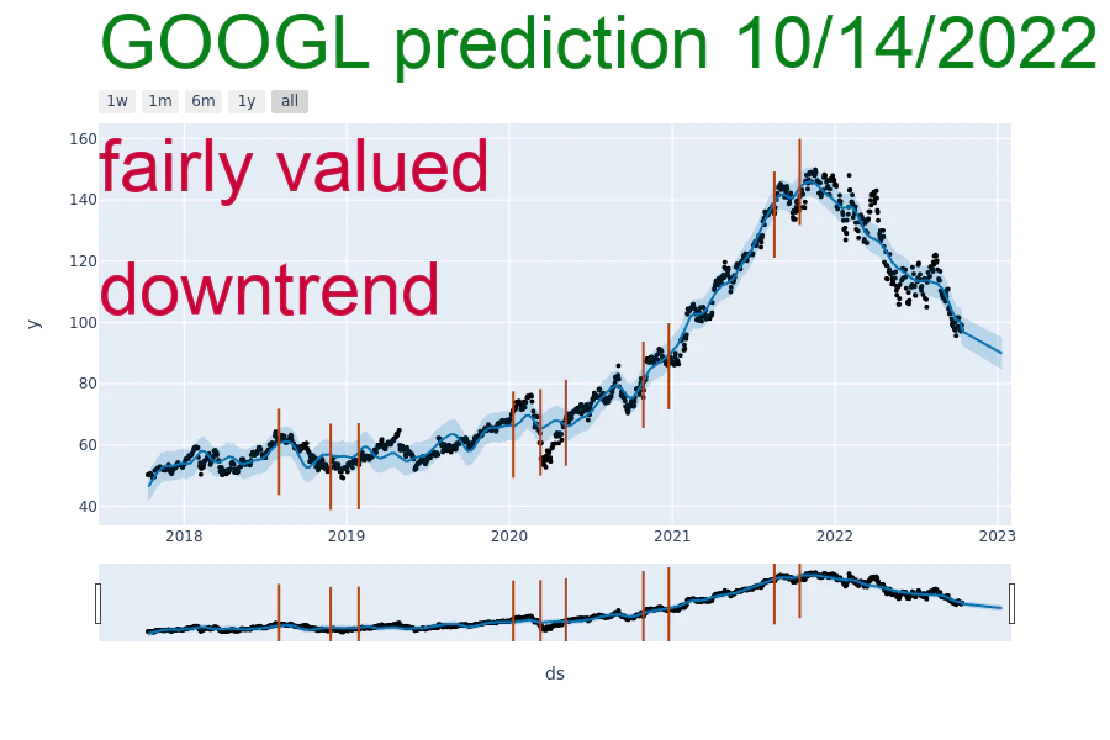 GOOGL prediction 10/14/2022
1w 1m 6m 1y all
160
fairly valued
140
120
downtrend
100
y
80
60
40
2018 2019 2020 2021 2022 2023
ds